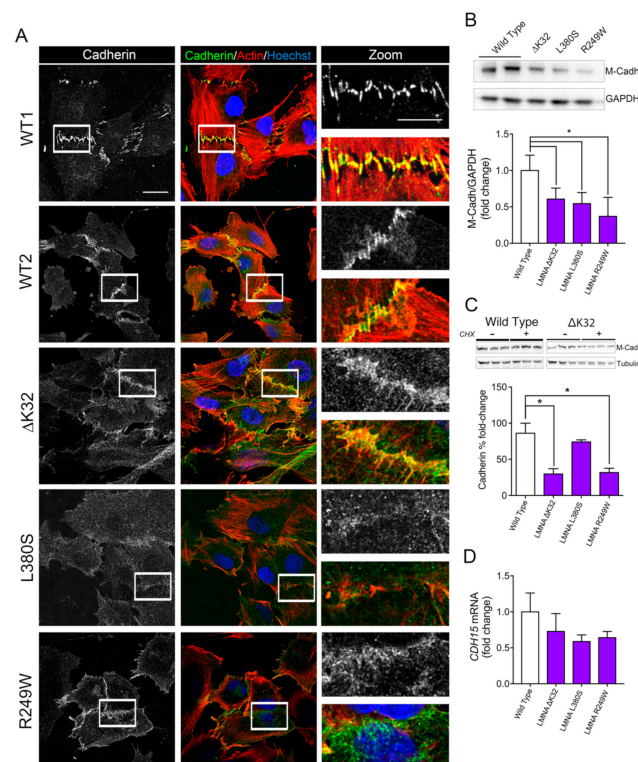 A
Cadherin
Cadherin/Actin/Hoechst
Zoom
WT1
WT2
ΔK32
L380S
R249W
B
Wild Type
ΔK32
L380S
R249W
M-Cadh
GAPDH
*
M-Cadh/GAPDH
(fold change)
1.5
1.0
0.5
0.0
Wild Type
LMNA ΔK32
LMNA L380S
LMNA R249W
C
Wild Type
ΔK32
CHX
−
+
−
+
M-Cad
Tubulin
*
*
Cadherin % fold-change
150
100
50
0
Wild Type
LMNA ΔK32
LMNA L380S
LMNA R249W
D
CDH15 mRNA
(fold change)
1.5
1.0
0.5
0.0
Wild Type
LMNA ΔK32
LMNA L380S
LMNA R249W